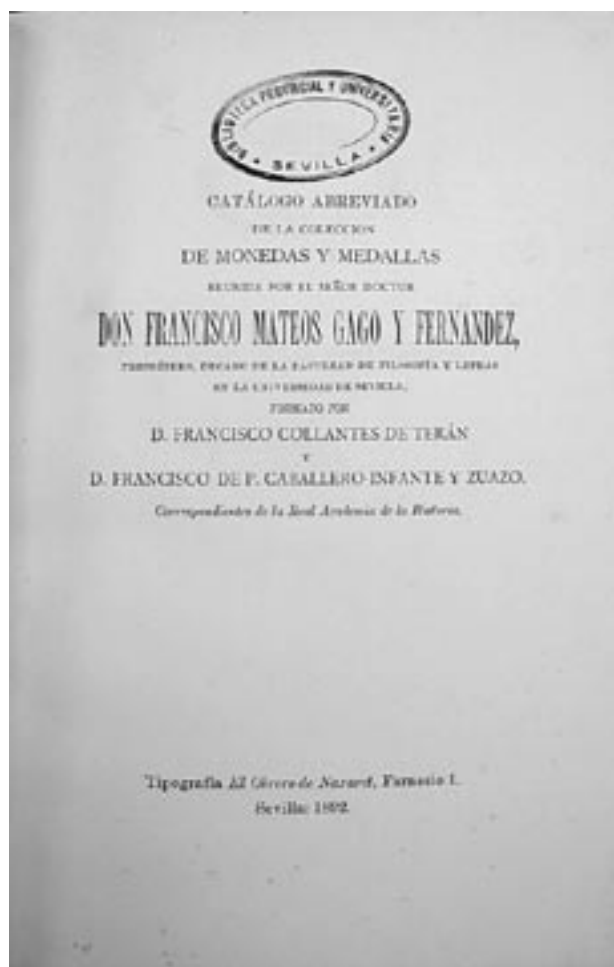 BIBLIOTECA PROVINCIAL Y UNIVERSITARIA
• SEVILLA •
CATÁLOGO ABREVIADO
DE LA COLECCION
DE MONEDAS Y MEDALLAS
REUNIDA POR EL SEÑOR DOCTOR
DON FRANCISCO MATEOS GAGO Y FERNANDEZ,
PRESBÍTERO, DECANO DE LA FACULTAD DE FILOSOFÍA Y LETRAS
EN LA UNIVERSIDAD DE SEVILLA,
FORMADO POR
D. FRANCISCO COLLANTES DE TERÁN
Y
D. FRANCISCO DE P. CABALLERO-INFANTE Y ZUAZO.
Correspondientes de la Real Academia de la Historia.
Tipografía El Obrero de Nazaret, Farnesio 1.
Sevilla: 1892.